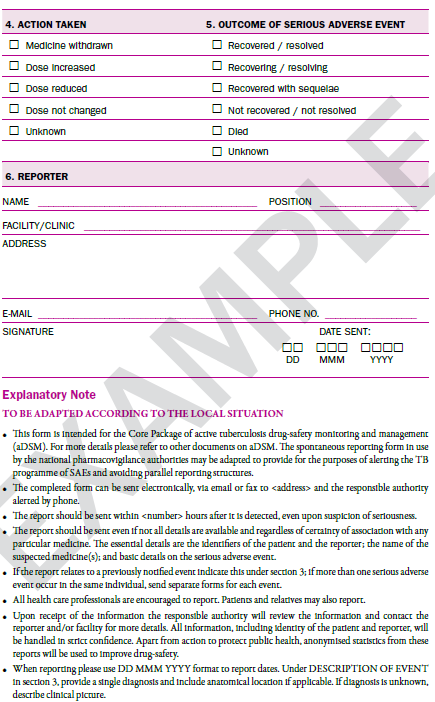 4. ACTION TAKEN 5. OUTCOME OF SERIOUS ADVERSE EVENT
☐ Medicine withdrawn ☐ Recovered / resolved
☐ Dose increased ☐ Recovering / resolving
☐ Dose reduced ☐ Recovered with sequelae
☐ Dose not changed ☐ Not recovered / not resolved
☐ Unknown ☐ Died
☐ Unknown
6. REPORTER
NAME POSITION
FACILITY/CLINIC
ADDRESS
E-MAIL PHONE NO.
SIGNATURE DATE SENT:
☐☐ ☐☐☐ ☐☐☐☐
DD MMM YYYY
EXAMPLE
Explanatory Note
TO BE ADAPTED ACCORDING TO THE LOCAL SITUATION
• This form is intended for the Core Package of active tuberculosis drug-safety monitoring and management
(aDSM). For more details please refer to other documents on aDSM. The spontaneous reporting form in use
by the national pharmacovigilance authorities may be adapted to provide for the purposes of alerting the TB
programme of SAEs and avoiding parallel reporting structures.
• The completed form can be sent electronically, via email or fax to <address> and the responsible authority
alerted by phone.
• The report should be sent within <number> hours after it is detected, even upon suspicion of seriousness.
• The report should be sent even if not all details are available and regardless of certainty of association with any
particular medicine. The essential details are the identifiers of the patient and the reporter; the name of the
suspected medicine(s); and basic details on the serious adverse event.
• If the report relates to a previously notified event indicate this under section 3; if more than one serious adverse
event occur in the same individual, send separate forms for each event.
• All health care professionals are encouraged to report. Patients and relatives may also report.
• Upon receipt of the information the responsible authority will review the information and contact the
reporter and/or facility for more details. All information, including identity of the patient and reporter, will
be handled in strict confidence. Apart from action to protect public health, anonymised statistics from these
reports will be used to improve drug-safety.
• When reporting please use DD MMM YYYY format to report dates. Under DESCRIPTION OF EVENT
in section 3, provide a single diagnosis and include anatomical location if applicable. If diagnosis is unknown,
describe clinical picture.